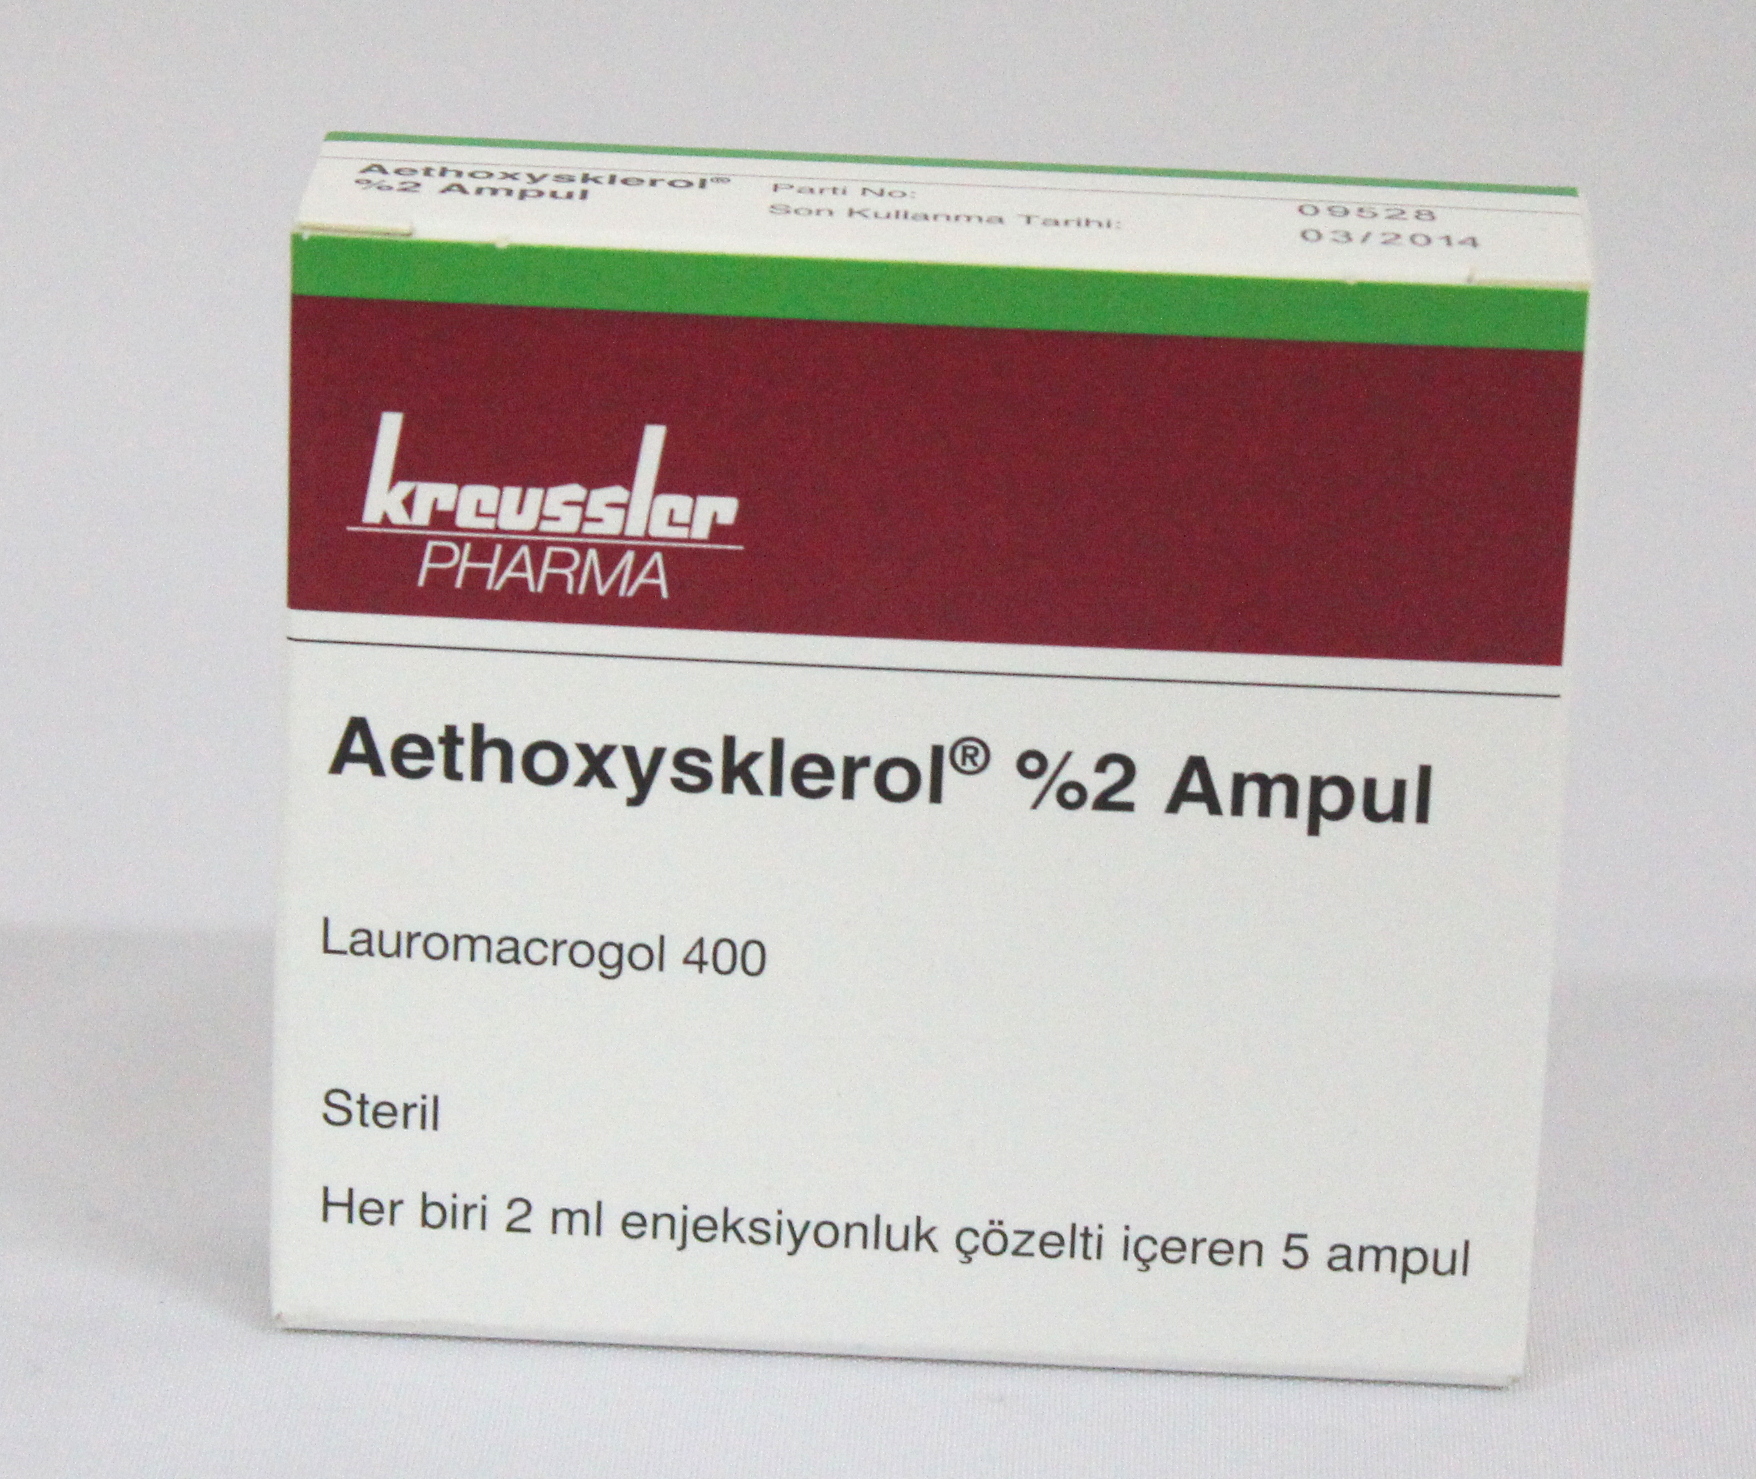 Aethoxysklerol®
%2 Ampul
Parti No: 09528
Son Kullanma Tarihi: 03/2014
kreussler
PHARMA
Aethoxysklerol® %2 Ampul
Lauromacrogol 400
Steril
Her biri 2 ml enjeksiyonluk çözelti içeren 5 ampul